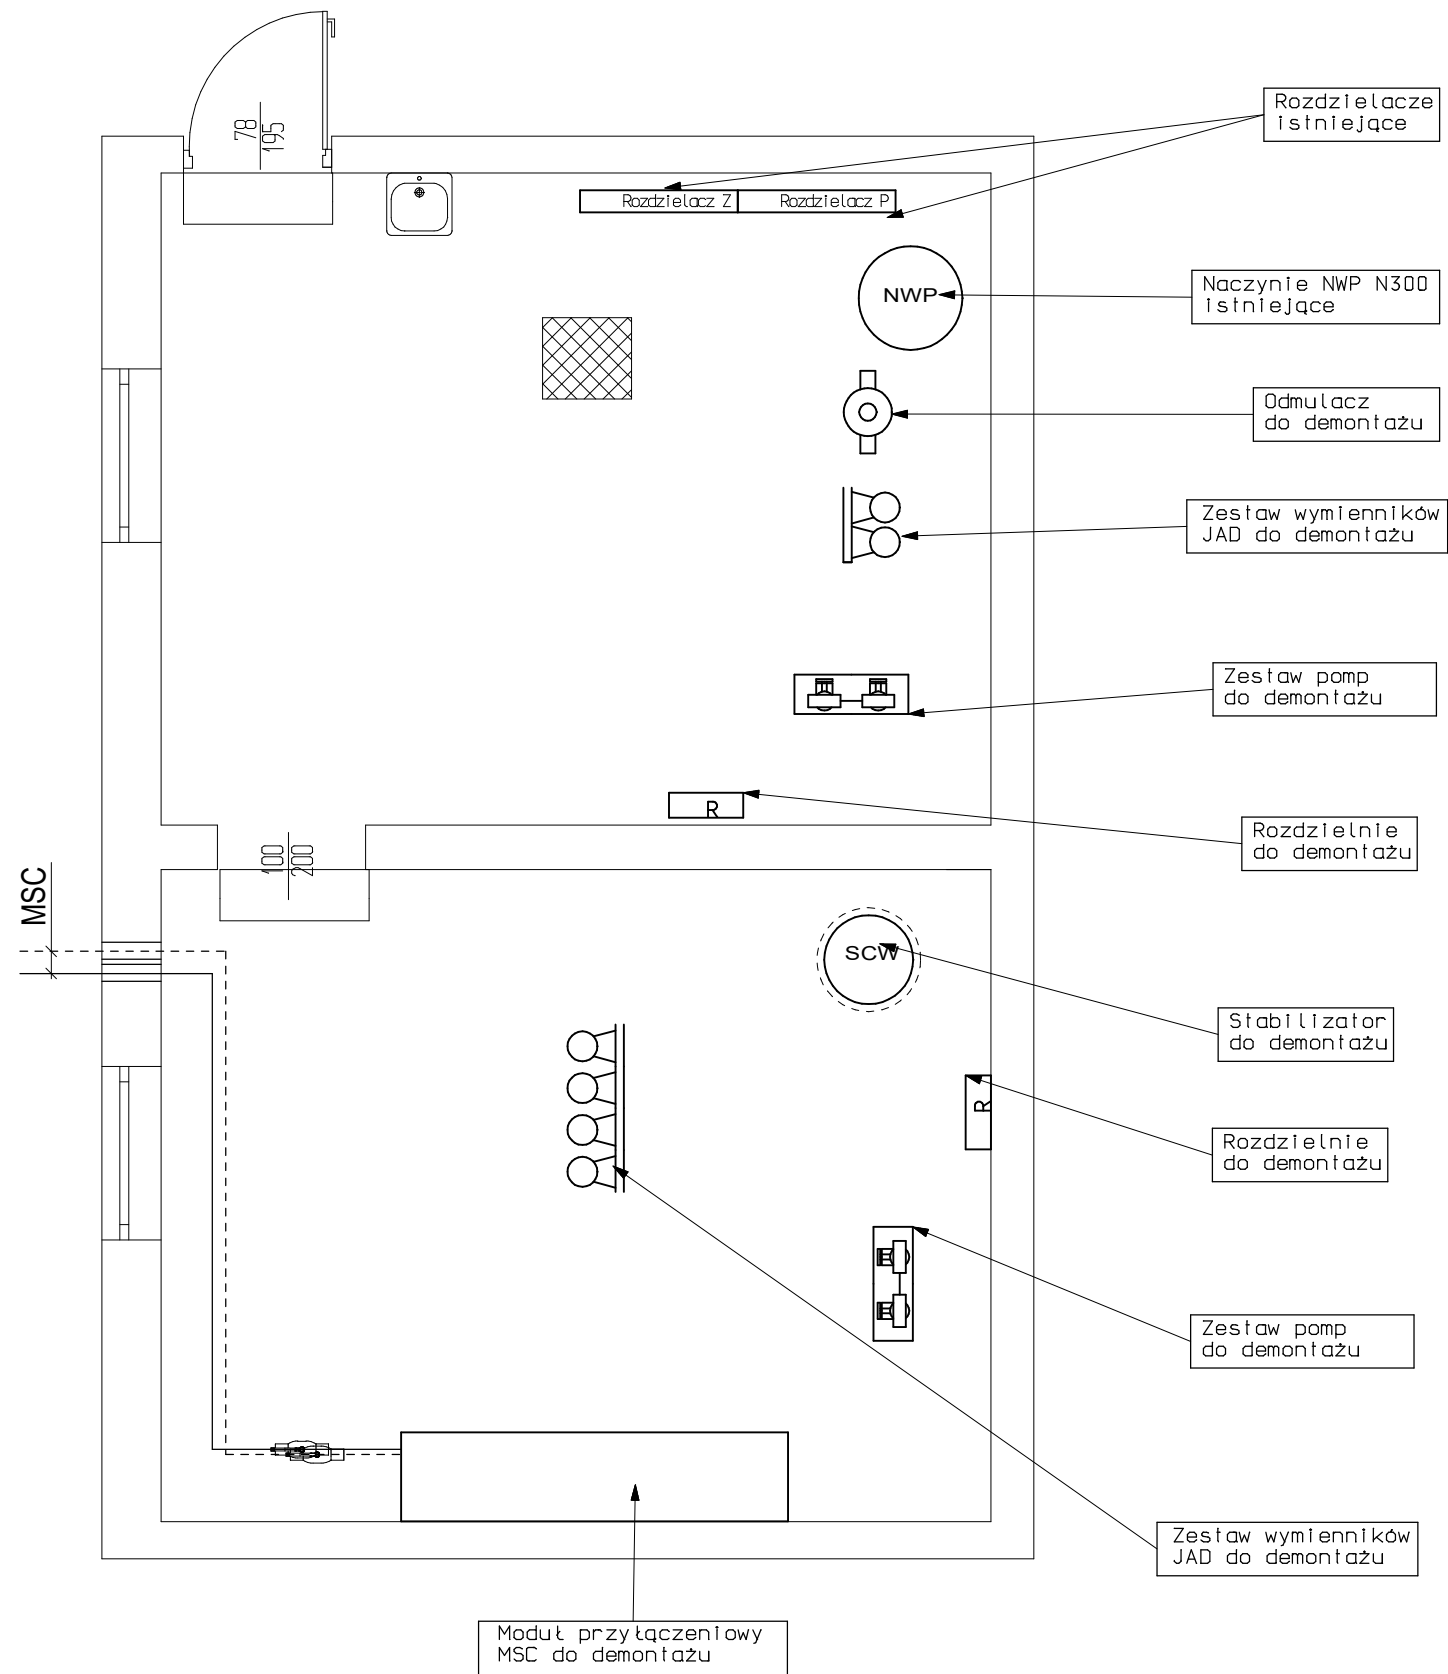 78
195
Rozdzielacze
istniejące
Rozdzielacz Z
Rozdzielacz P
NWP
Naczynie NWP N300
istniejące
Odmulacz
do demontażu
Zestaw wymienników
JAD do demontażu
Zestaw pomp
do demontażu
R
Rozdzielnie
do demontażu
100
200
MSC
SCW
Stabilizator
do demontażu
R
Rozdzielnie
do demontażu
Zestaw pomp
do demontażu
Zestaw wymienników
JAD do demontażu
Moduł przyłączeniowy
MSC do demontażu